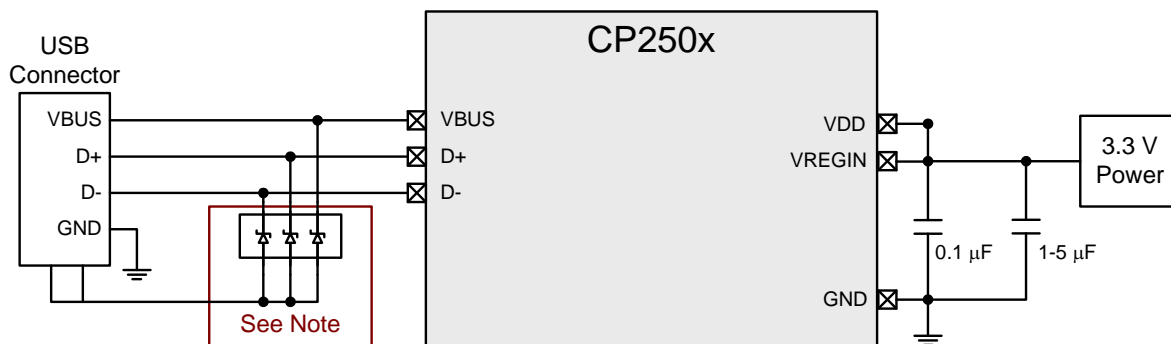 CP250x
USB
Connector
VBUS
D+
D-
GND
VBUS
D+
D-
See Note
VDD
VREGIN
GND
0.1 μF
1-5 μF
3.3 V
Power